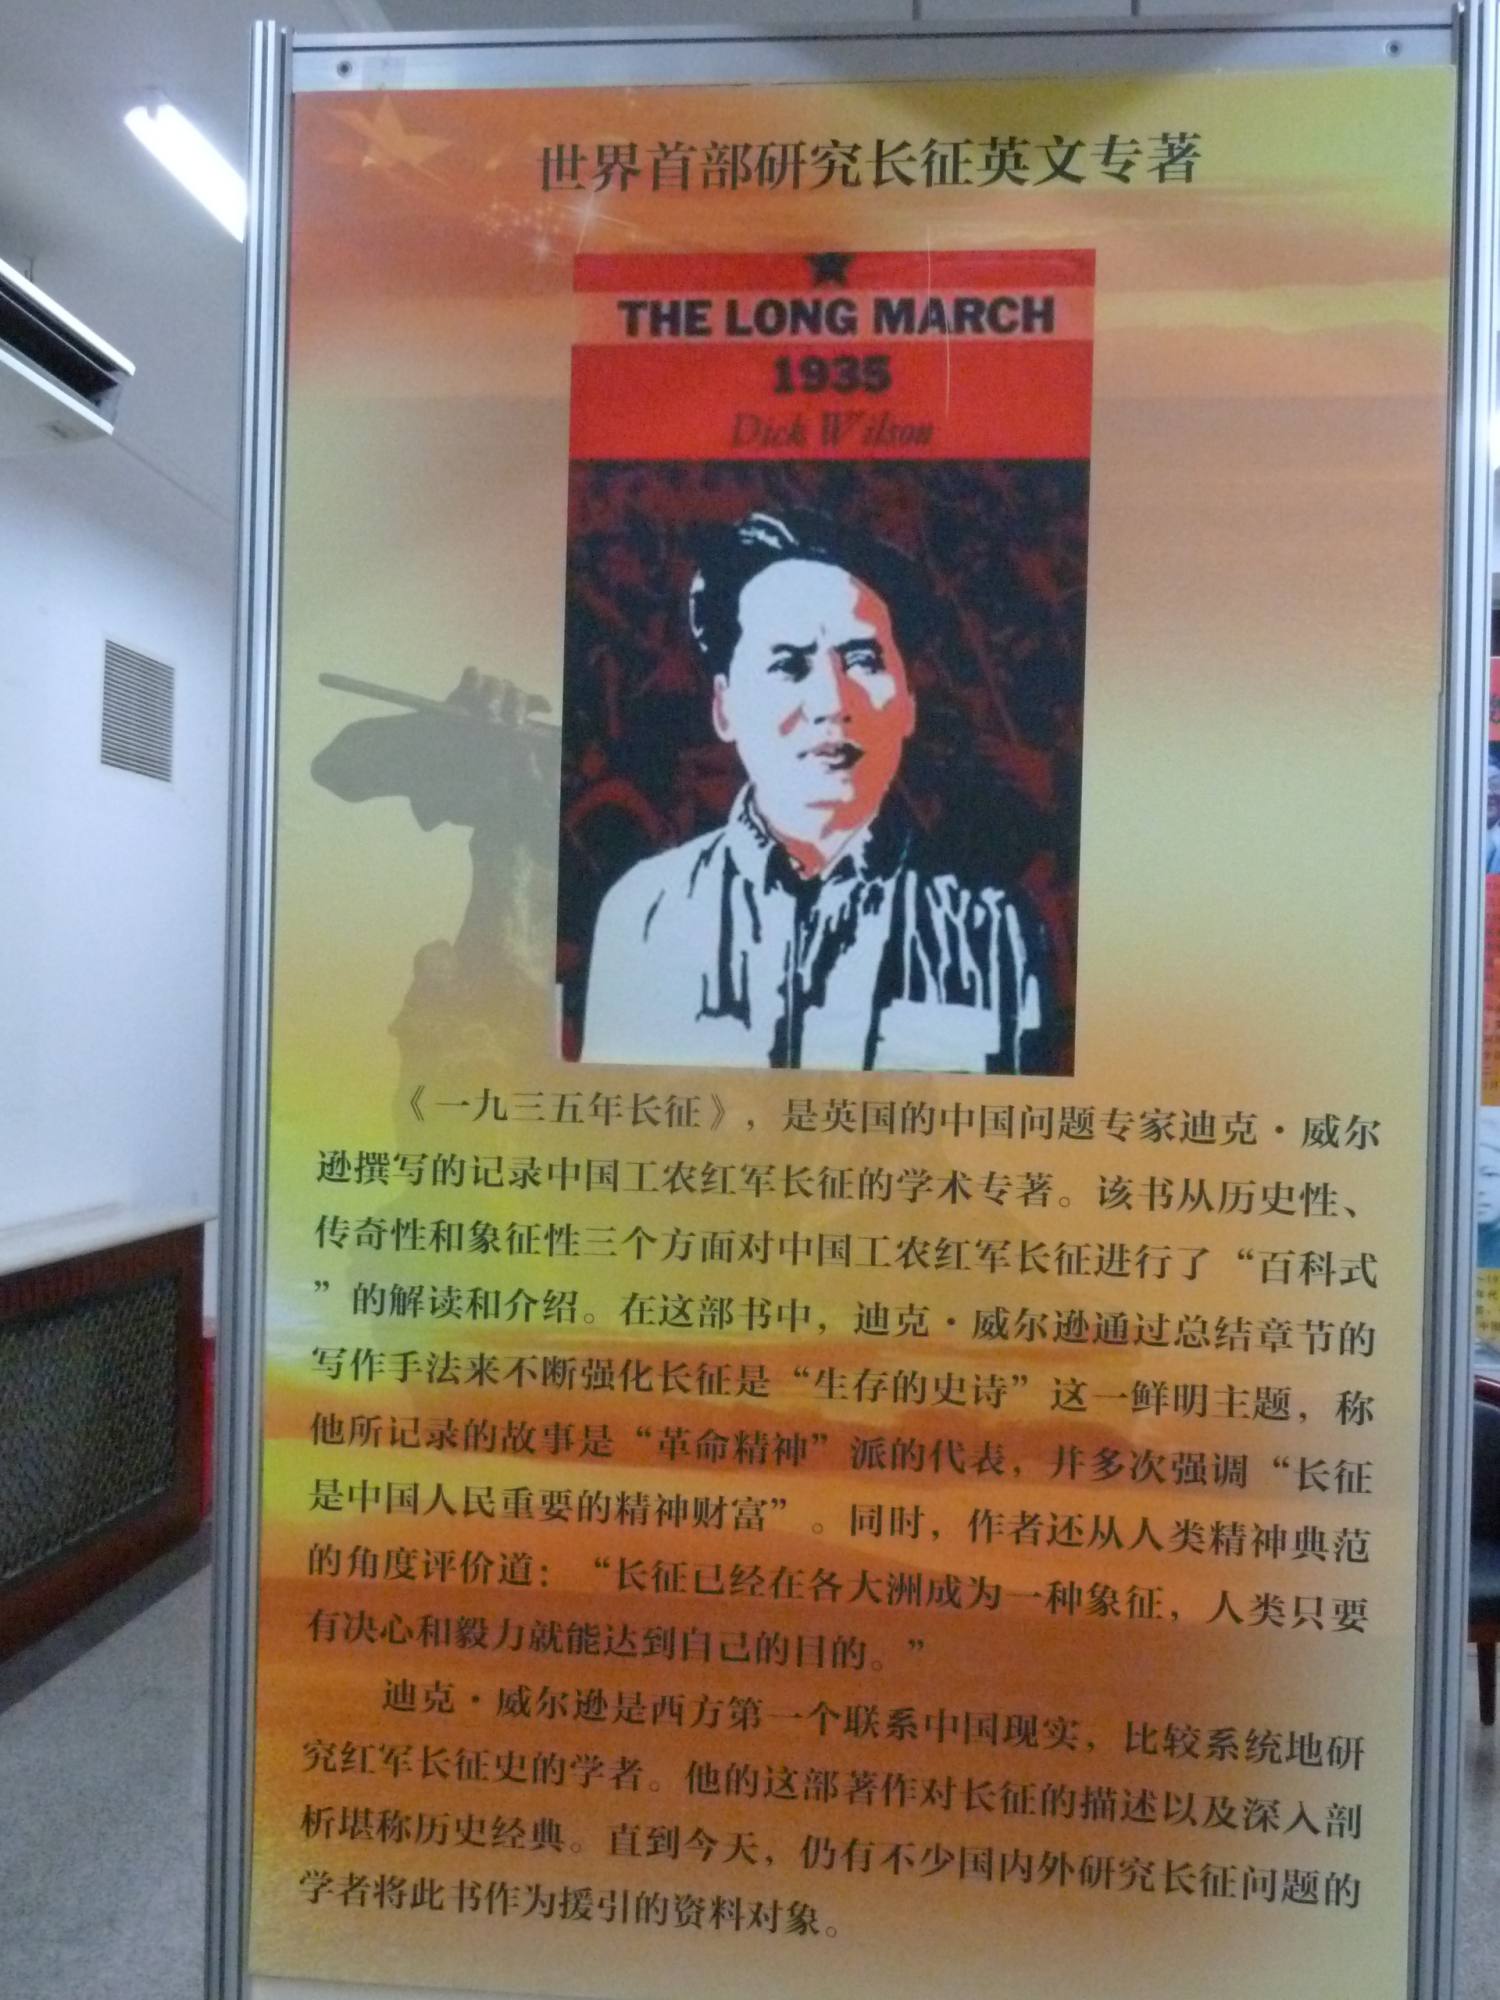 世界首部研究长征英文专著
THE LONG MARCH
1935
Dick Wilson
《一九三五年长征》，是英国的中国问题专家迪克·威尔
逊撰写的记录中国工农红军长征的学术专著。该书从历史性、
传奇性和象征性三个方面对中国工农红军长征进行了“百科式
”的解读和介绍。在这部书中，迪克·威尔逊通过总结章节的
写作手法来不断强化长征是“生存的史诗”这一鲜明主题，称
他所记录的故事是“革命精神”派的代表，并多次强调“长征
是中国人民重要的精神财富”。同时，作者还从人类精神典范
的角度评价道：“长征已经在各大洲成为一种象征，人类只要
有决心和毅力就能达到自己的目的。”
迪克·威尔逊是西方第一个联系中国现实，比较系统地研
究红军长征史的学者。他的这部著作对长征的描述以及深入剖
析堪称历史经典。直到今天，仍有不少国内外研究长征问题的
学者将此书作为援引的资料对象。